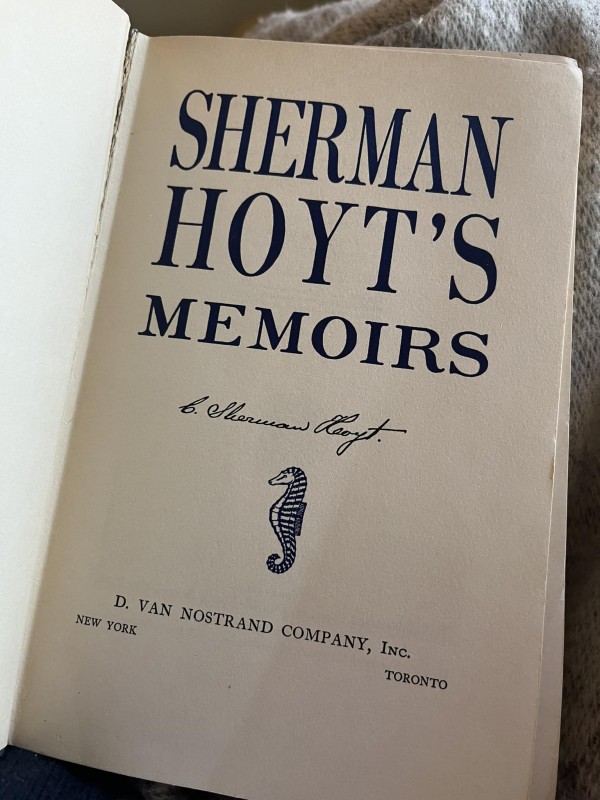 SHERMAN
HOYT'S
MEMOIRS
C. Sherman Hoyt.
D. VAN NOSTRAND COMPANY, INC.
NEW YORK
TORONTO